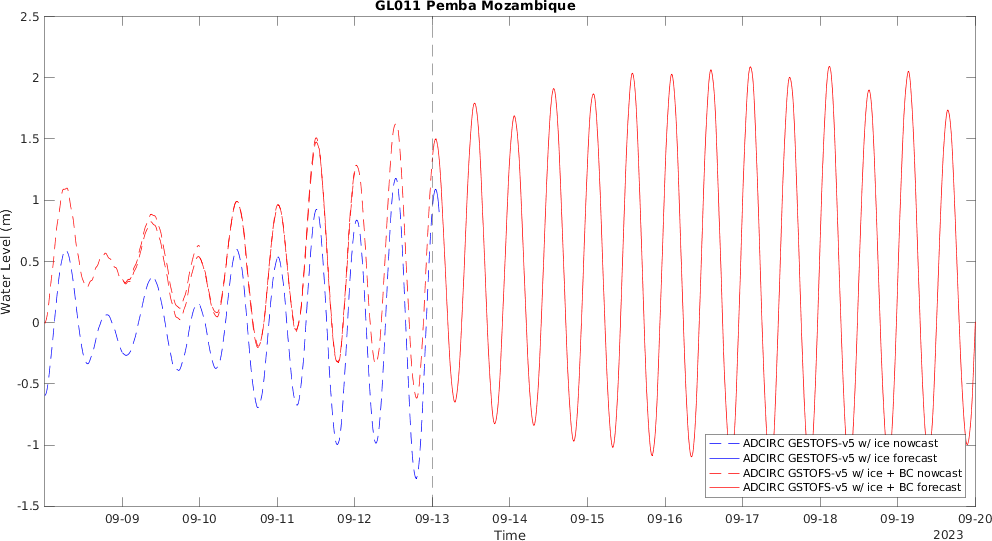 GL011 Pemba Mozambique
2.5
2
1.5
1
0.5
0
-0.5
-1
-1.5
Water Level (m)
09-09 09-10 09-11 09-12 09-13 09-14 09-15 09-16 09-17 09-18 09-19 09-20
Time
2023
ADCIRC GESTOFS-v5 w/ ice nowcast
ADCIRC GESTOFS-v5 w/ ice forecast
ADCIRC GSTOFS-v5 w/ ice + BC nowcast
ADCIRC GSTOFS-v5 w/ ice + BC forecast